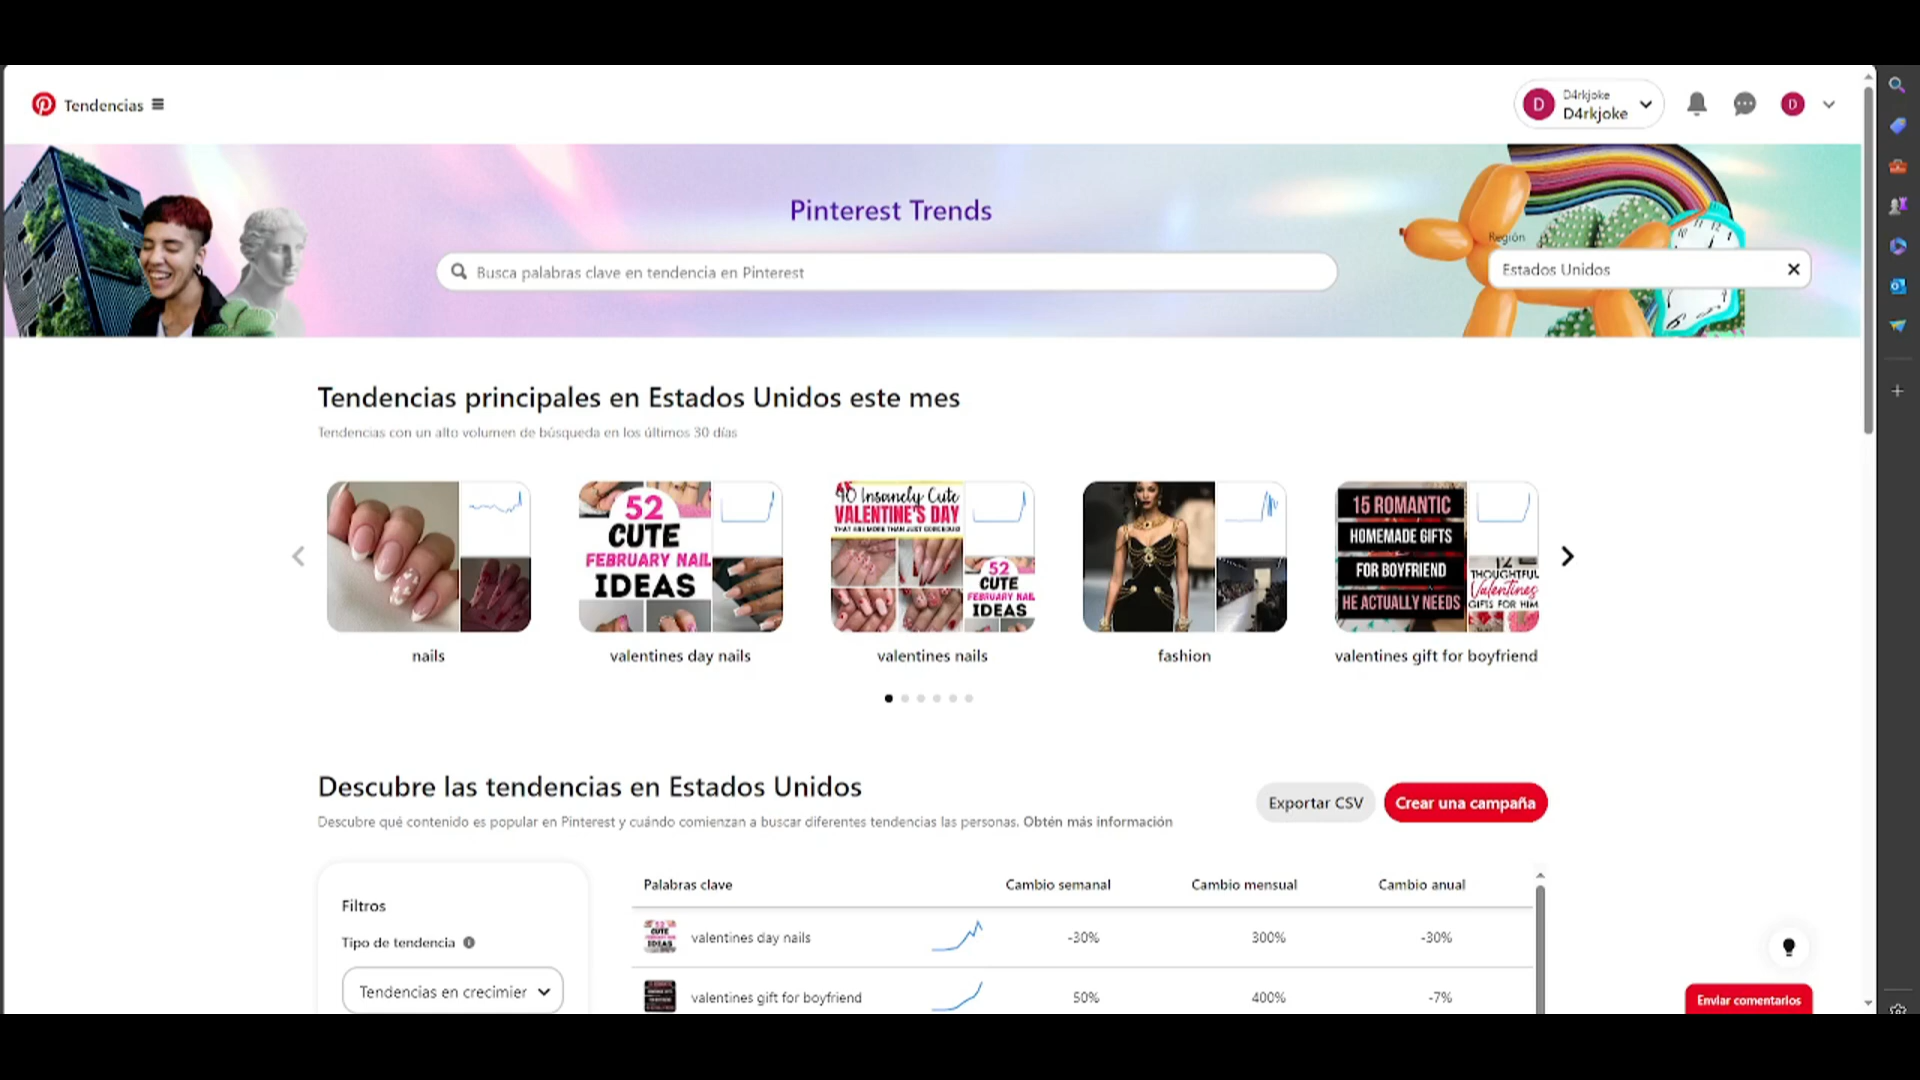 Tendencias
D
D4rkjoke
D4rkjoke
D
Pinterest Trends
Busca palabras clave en tendencia en Pinterest
Región
Estados Unidos
Tendencias principales en Estados Unidos este mes
Tendencias con un alto volumen de búsqueda en los últimos 30 días
52
CUTE
FEBRUARY NAIL
IDEAS
40 Insanely Cute
VALENTINE'S DAY
52
CUTE
FEBRUARY NAIL
IDEAS
15 ROMANTIC
HOMEMADE GIFTS
FOR BOYFRIEND
HE ACTUALLY NEEDS
12
THOUGHTFUL
Valentines
GIFTS FOR HIM
nails
valentines day nails
valentines nails
fashion
valentines gift for boyfriend
Descubre las tendencias en Estados Unidos
Descubre qué contenido es popular en Pinterest y cuándo comienzan a buscar diferentes tendencias las personas. Obtén más información
Exportar CSV
Crear una campaña
Filtros
Tipo de tendencia
Tendencias en crecimier
Palabras clave Cambio semanal Cambio mensual Cambio anual
valentines day nails -30% 300% -30%
valentines gift for boyfriend 50% 400% -7%
Enviar comentarios